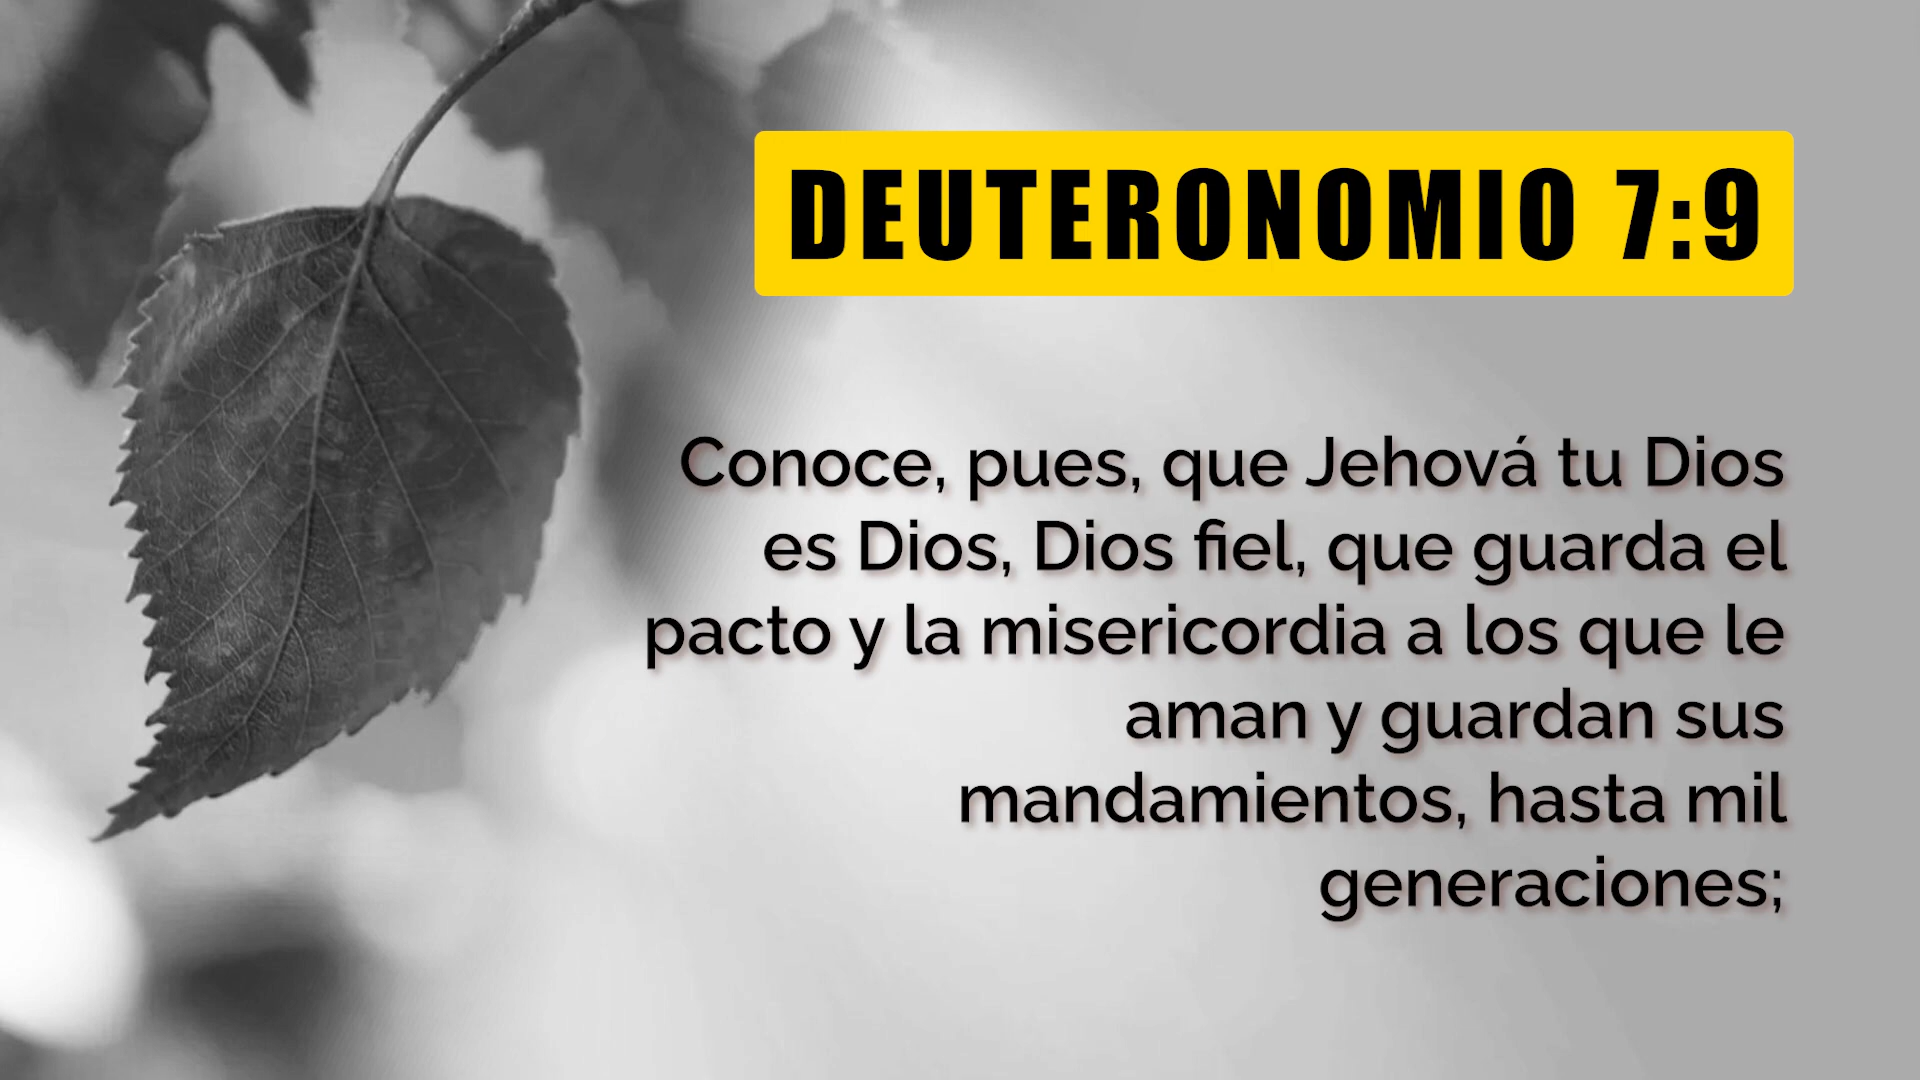 DEUTERONOMIO 7:9
Conoce, pues, que Jehová tu Dios
es Dios, Dios fiel, que guarda el
pacto y la misericordia a los que le
aman y guardan sus
mandamientos, hasta mil
generaciones;